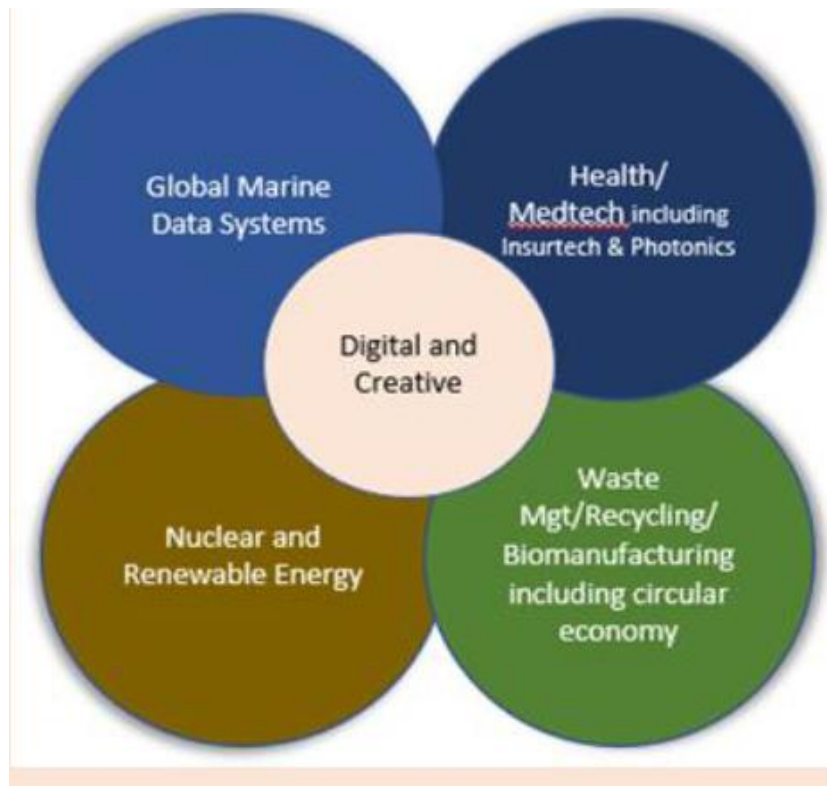 Global Marine
Data Systems
Health/
Medtech including
Insurtech & Photonics
Digital and
Creative
Nuclear and
Renewable Energy
Waste
Mgt/Recycling/
Biomanufacturing
including circular
economy